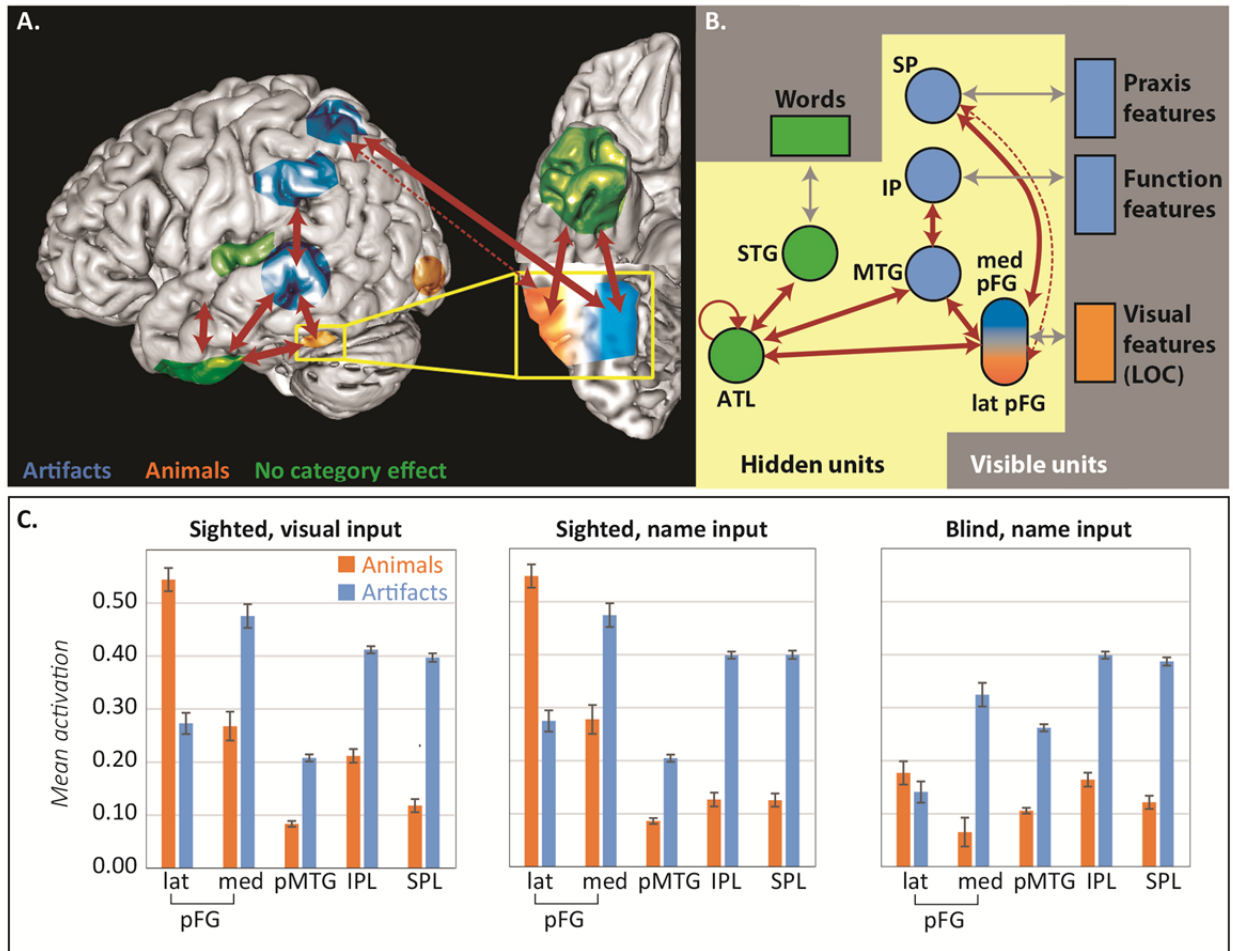 A.
Artifacts Animals No category effect
B.
Words
SP
IP
STG
MTG
med
pFG
ATL
lat pFG
Praxis
features
Function
features
Visual
features
(LOC)
Hidden units
Visible units
C.
Sighted, visual input
Animals
Artifacts
Mean activation
0.50
0.40
0.30
0.20
0.10
0.00
lat med pMTG IPL SPL
pFG
Sighted, name input
lat med pMTG IPL SPL
pFG
Blind, name input
lat med pMTG IPL SPL
pFG